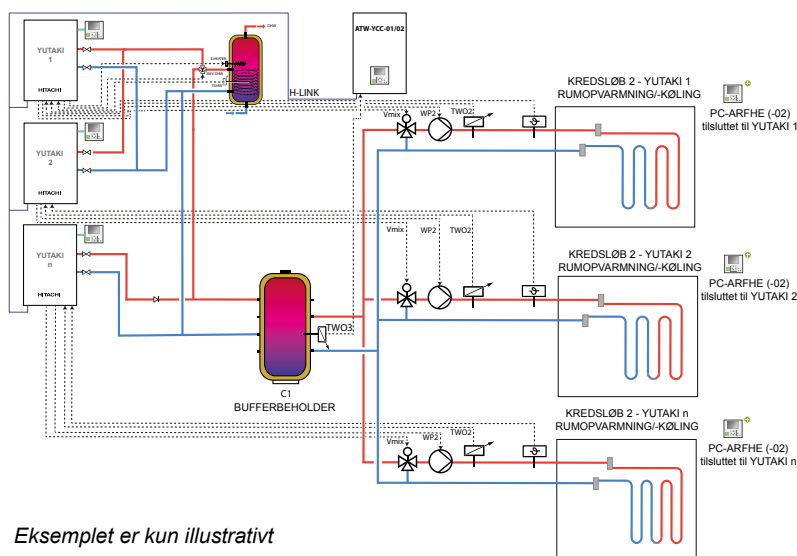 YUTAKI
1
HITACHI
YUTAKI
2
HITACHI
YUTAKI
n
HITACHI
DHW
H-LINK
ATW-YCC-01/02
Vmix
WP2
TWO2
KREDSLØB 2 - YUTAKI 1
RUMOPVARMNING/-KØLING
PC-ARFHE (-02)
tilsluttet til YUTAKI 1
Vmix
WP2
TWO2
KREDSLØB 2 - YUTAKI 2
RUMOPVARMNING/-KØLING
PC-ARFHE (-02)
tilsluttet til YUTAKI 2
TWO3
C1
BUFFERBEHOLDER
Vmix
WP2
TWO2
KREDSLØB 2 - YUTAKI n
RUMOPVARMNING/-KØLING
PC-ARFHE (-02)
tilsluttet til YUTAKI n
Eksemplet er kun illustrativt